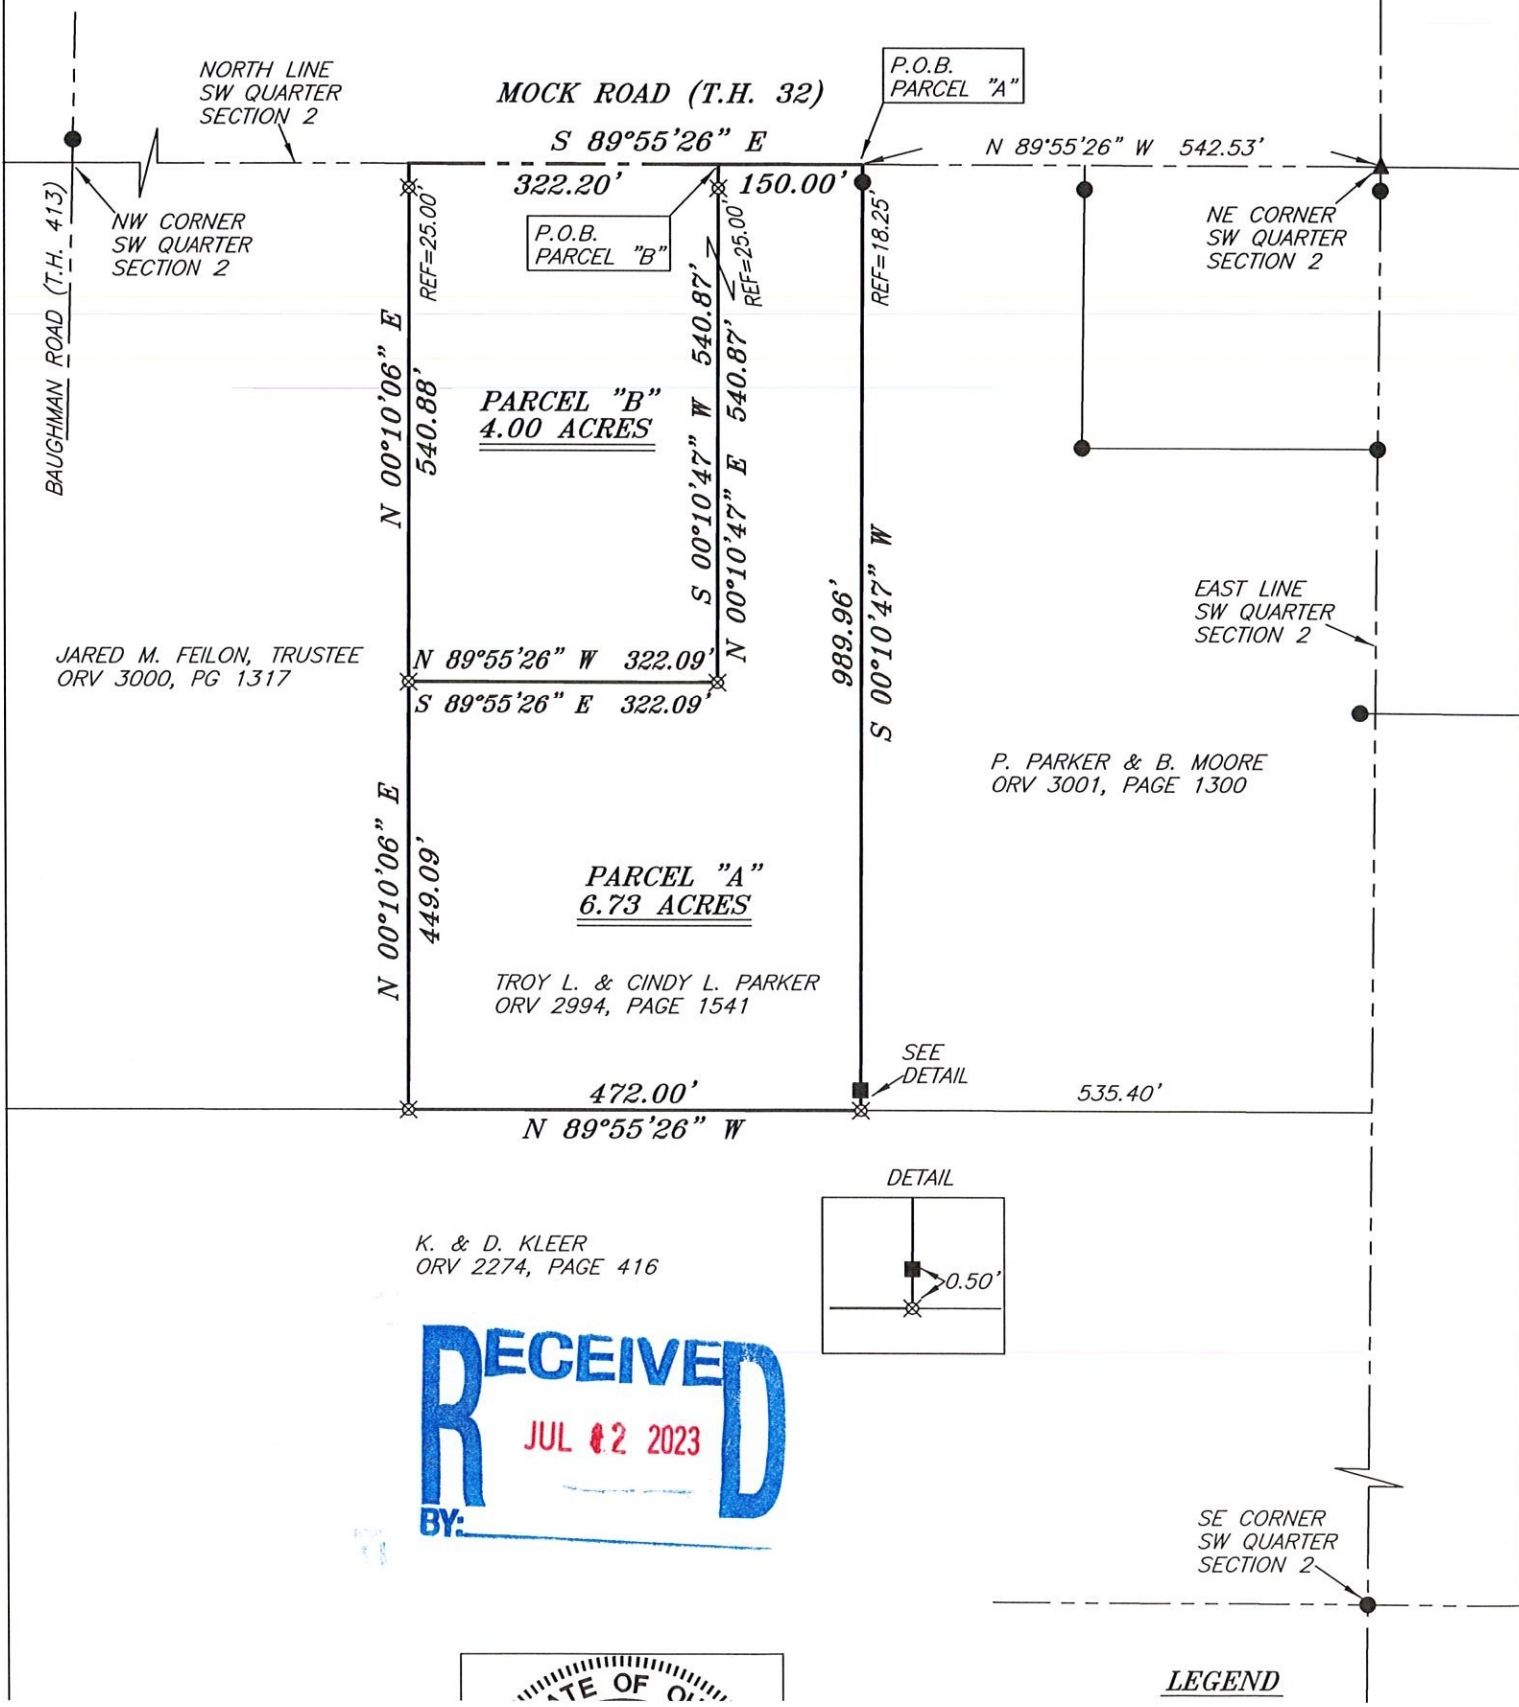 NORTH LINE
SW QUARTER
SECTION 2
MOCK ROAD (T.H. 32)
P.O.B.
PARCEL "A"
S 89°55'26" E
N 89°55'26" W 542.53'
322.20'
150.00'
NW CORNER
SW QUARTER
SECTION 2
BAUGHMAN ROAD (T.H. 413)
REF=25.00'
P.O.B.
PARCEL "B"
REF=25.00'
REF=18.25'
NE CORNER
SW QUARTER
SECTION 2
N 00°10'06" E
540.88'
PARCEL "B"
4.00 ACRES
S 00°10'47" W 540.87'
N 00°10'47" E 540.87'
989.96'
S 00°10'47" W
EAST LINE
SW QUARTER
SECTION 2
JARED M. FEILON, TRUSTEE
ORV 3000, PG 1317
N 89°55'26" W 322.09'
S 89°55'26" E 322.09'
P. PARKER & B. MOORE
ORV 3001, PAGE 1300
N 00°10'06" E
449.09'
PARCEL "A"
6.73 ACRES
TROY L. & CINDY L. PARKER
ORV 2994, PAGE 1541
SEE
DETAIL
472.00'
N 89°55'26" W
535.40'
DETAIL
0.50'
K. & D. KLEER
ORV 2274, PAGE 416
RECEIVED
JUL 12 2023
BY:
SE CORNER
SW QUARTER
SECTION 2
OF
LEGEND